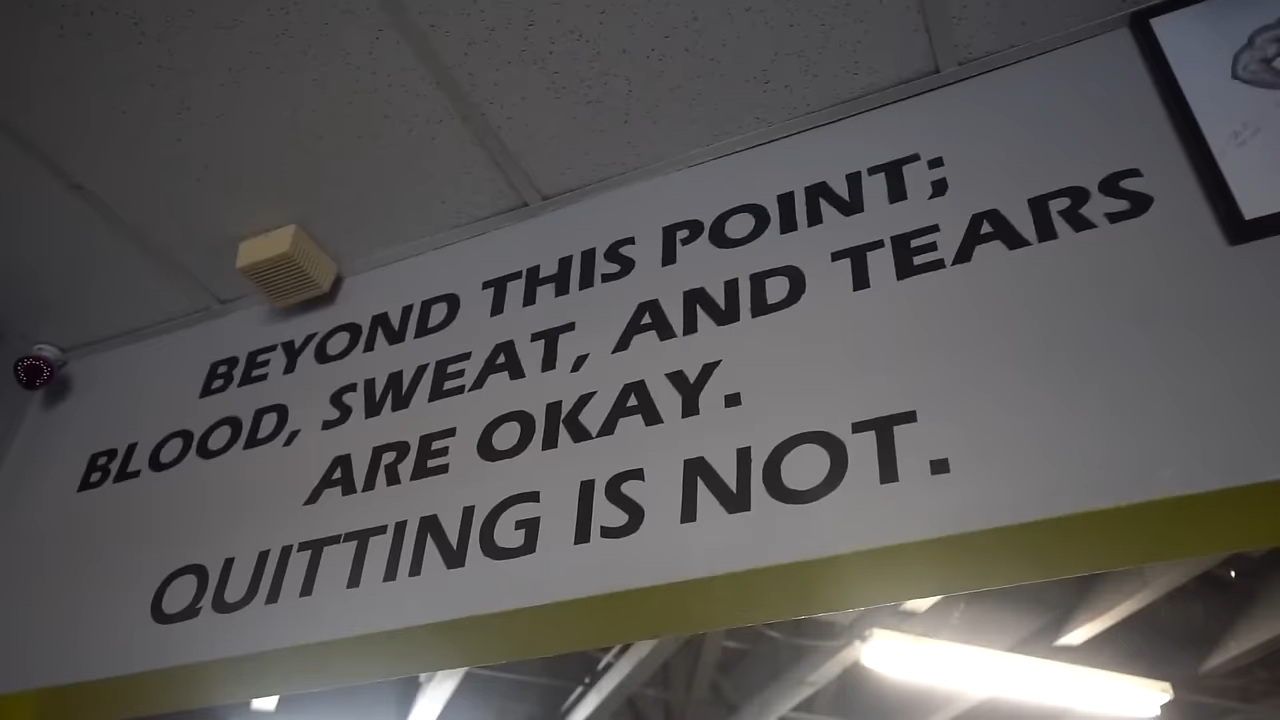 BEYOND THIS POINT;
BLOOD, SWEAT, AND TEARS
ARE OKAY.
QUITTING IS NOT.